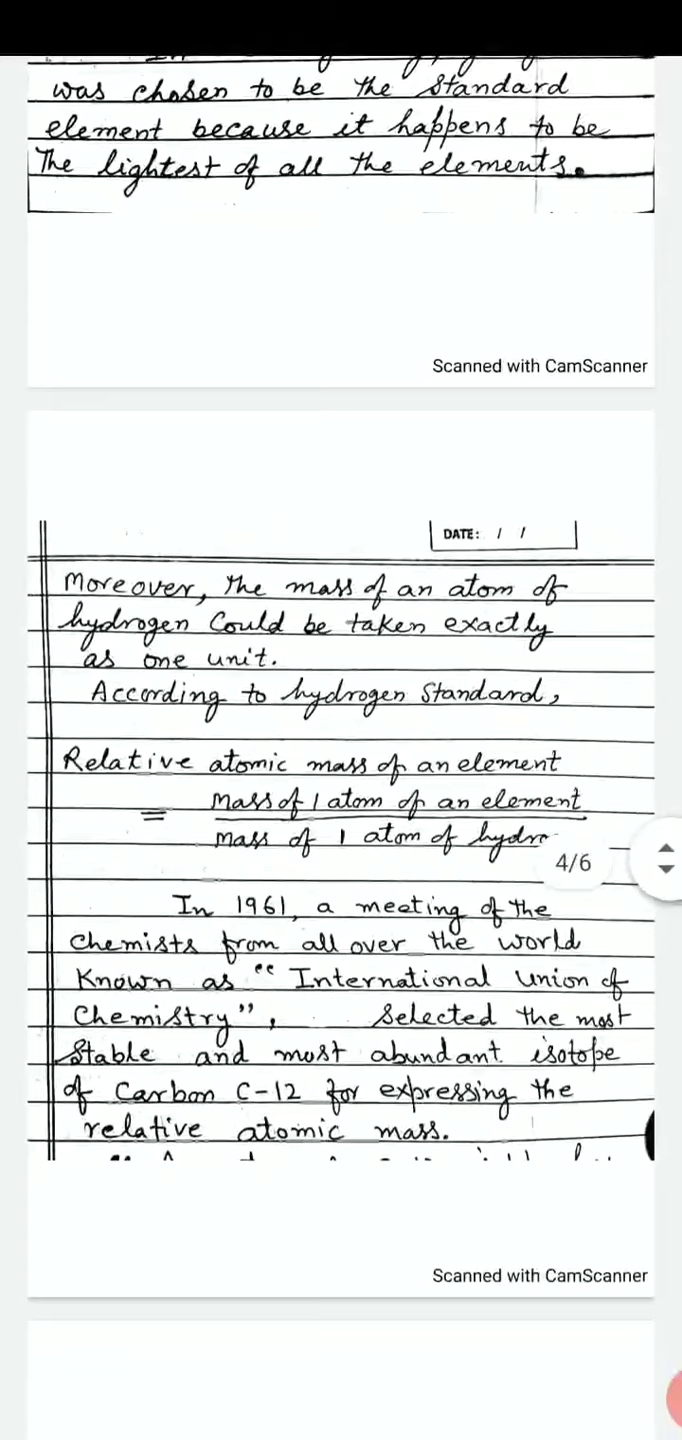 was chosen to be the standard
element because it happens to be
The lightest of all the elements.
Scanned with CamScanner
DATE: / /
Moreover, the mass of an atom of
hydrogen Could be taken exactly
as one unit.
According to hydrogen Standard,
Relative atomic mass of an element
= Mass of 1 atom of an element
mass of 1 atom of hydro
4/6
In 1961, a meeting of the
Chemists from all over the world
Known as "International Union of
Chemistry", Selected the most
Stable and most abundant isotope
of Carbon C-12 for expressing the
relative atomic mass.
Scanned with CamScanner